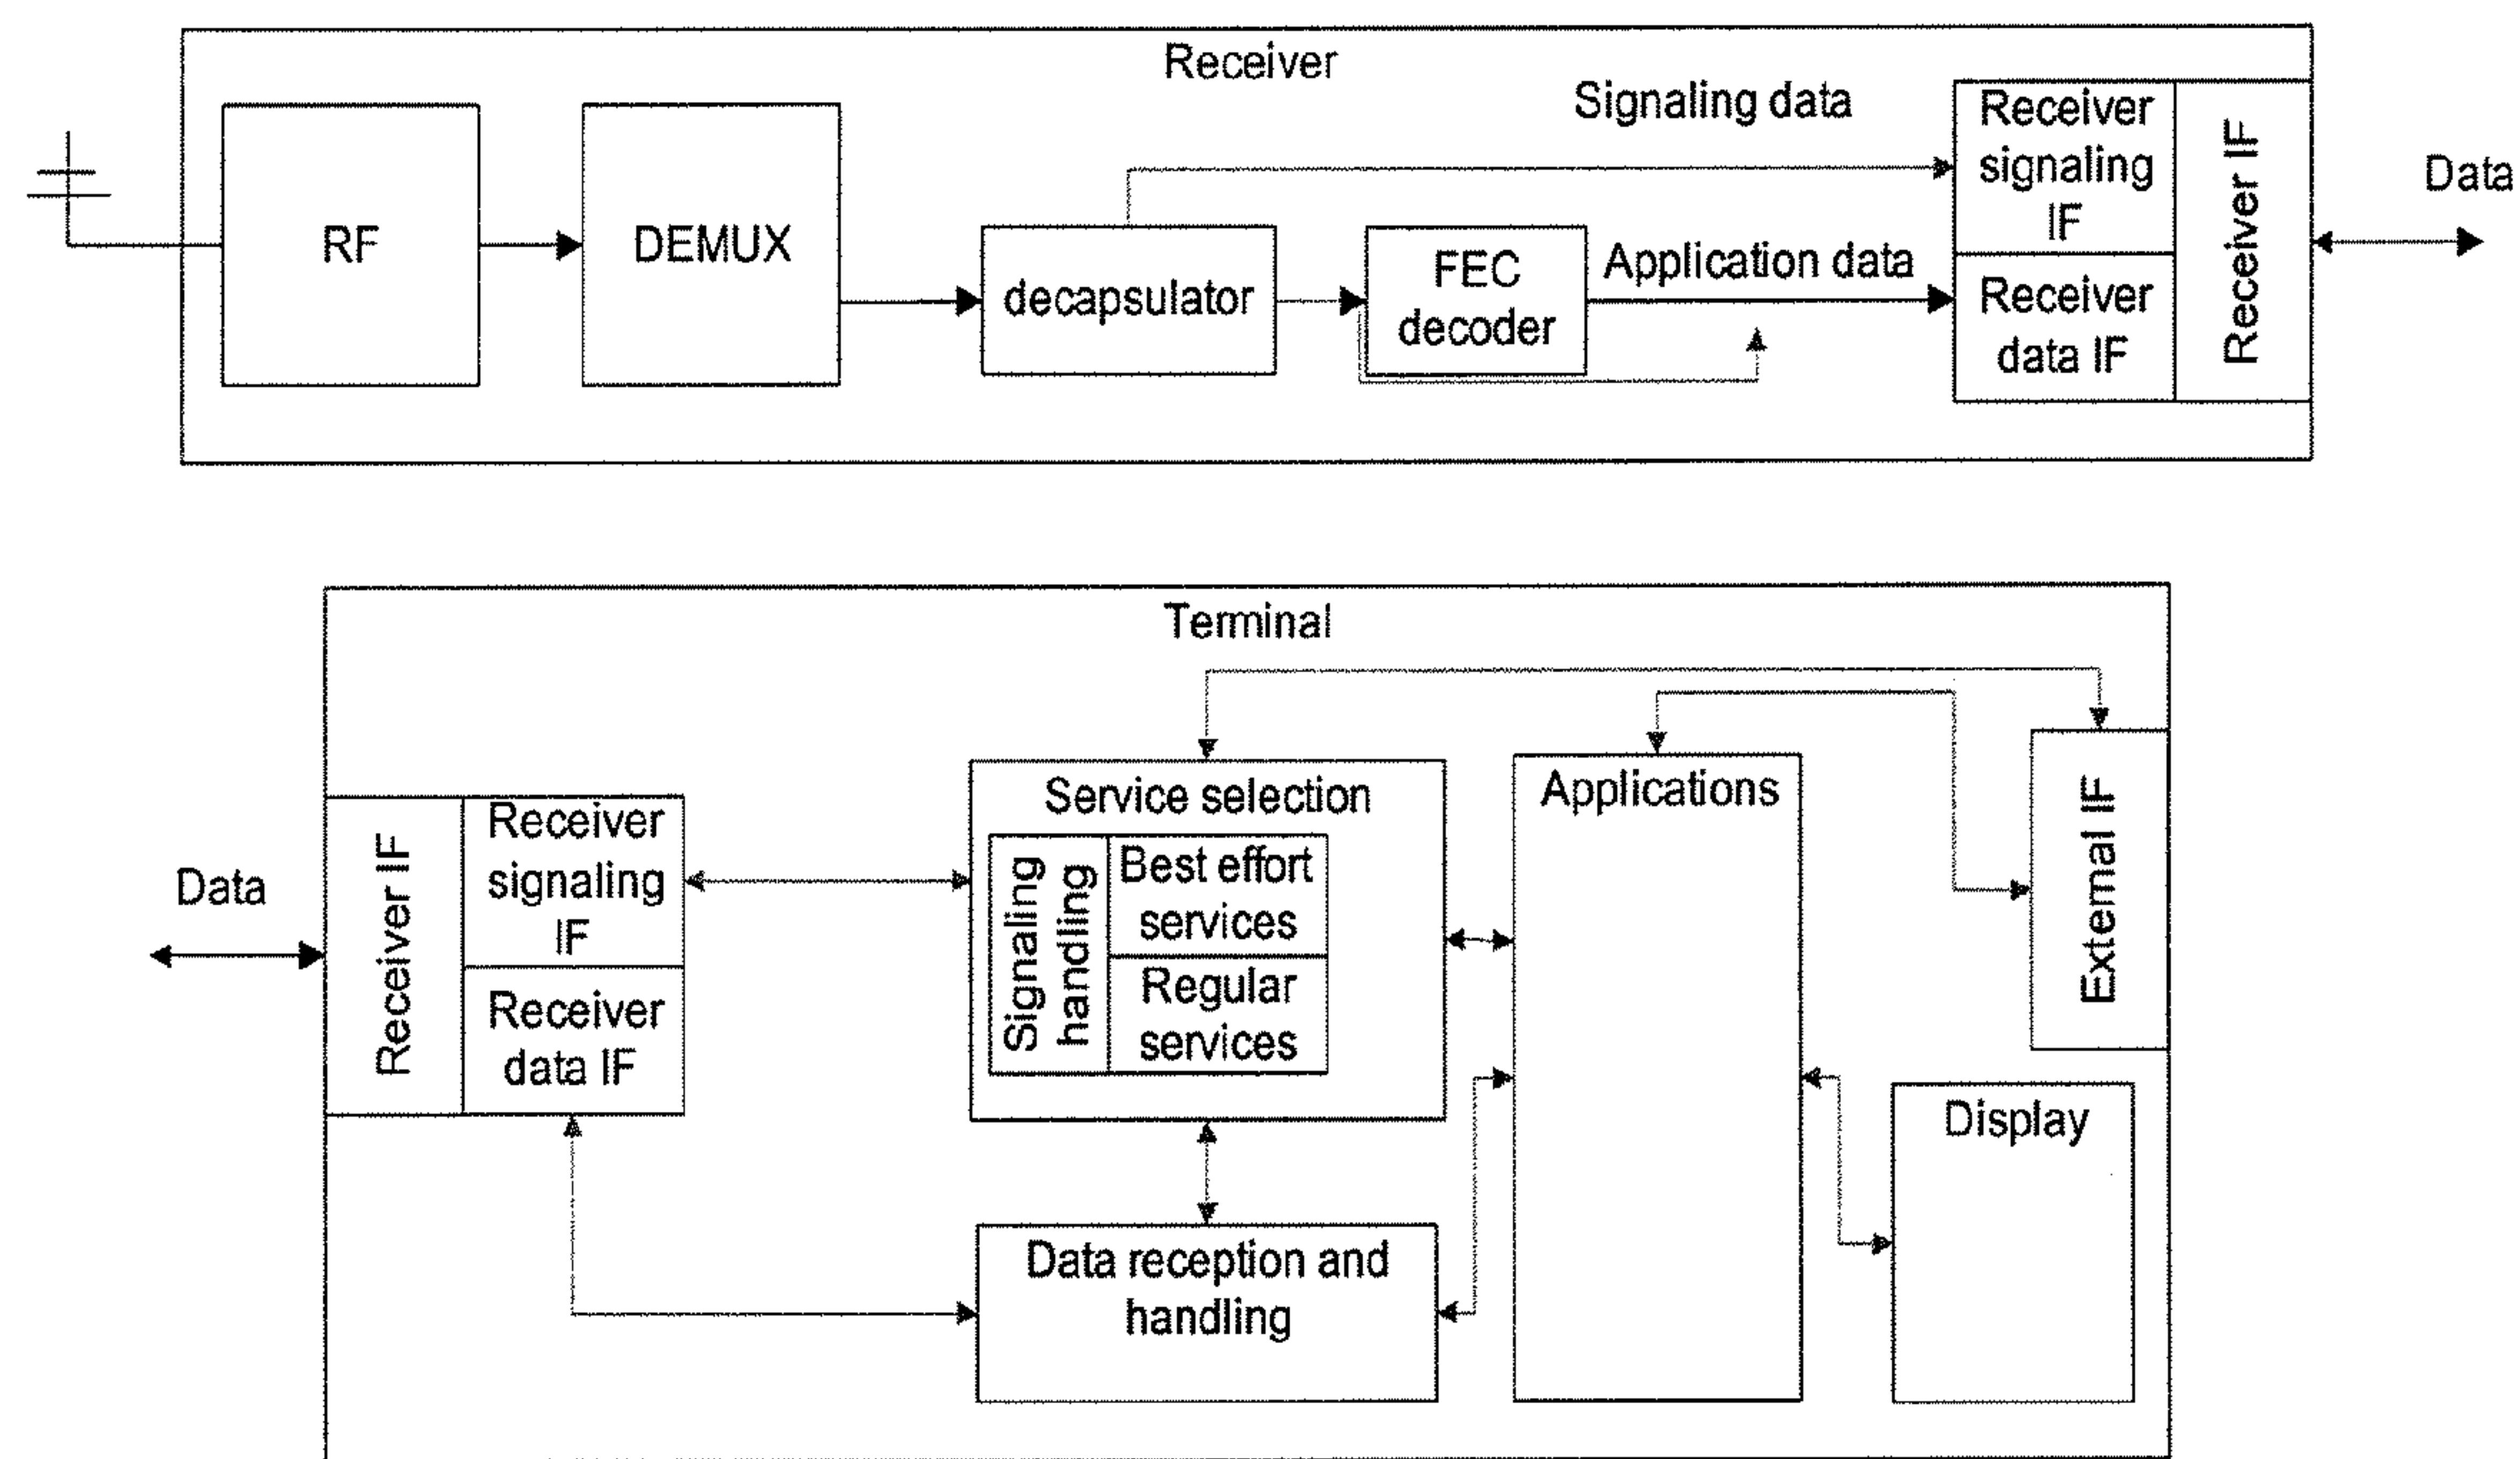 Receiver
Signaling data
Receiver
signaling
IF
Receiver IF
Data
RF
DEMUX
decapsulator
FEC
decoder
Application data
Receiver
data IF
Terminal
Data
Receiver IF
Receiver
signaling
IF
Receiver
data IF
Service selection
Signaling
handling
Best effort
services
Regular
services
Applications
External IF
Display
Data reception and
handling